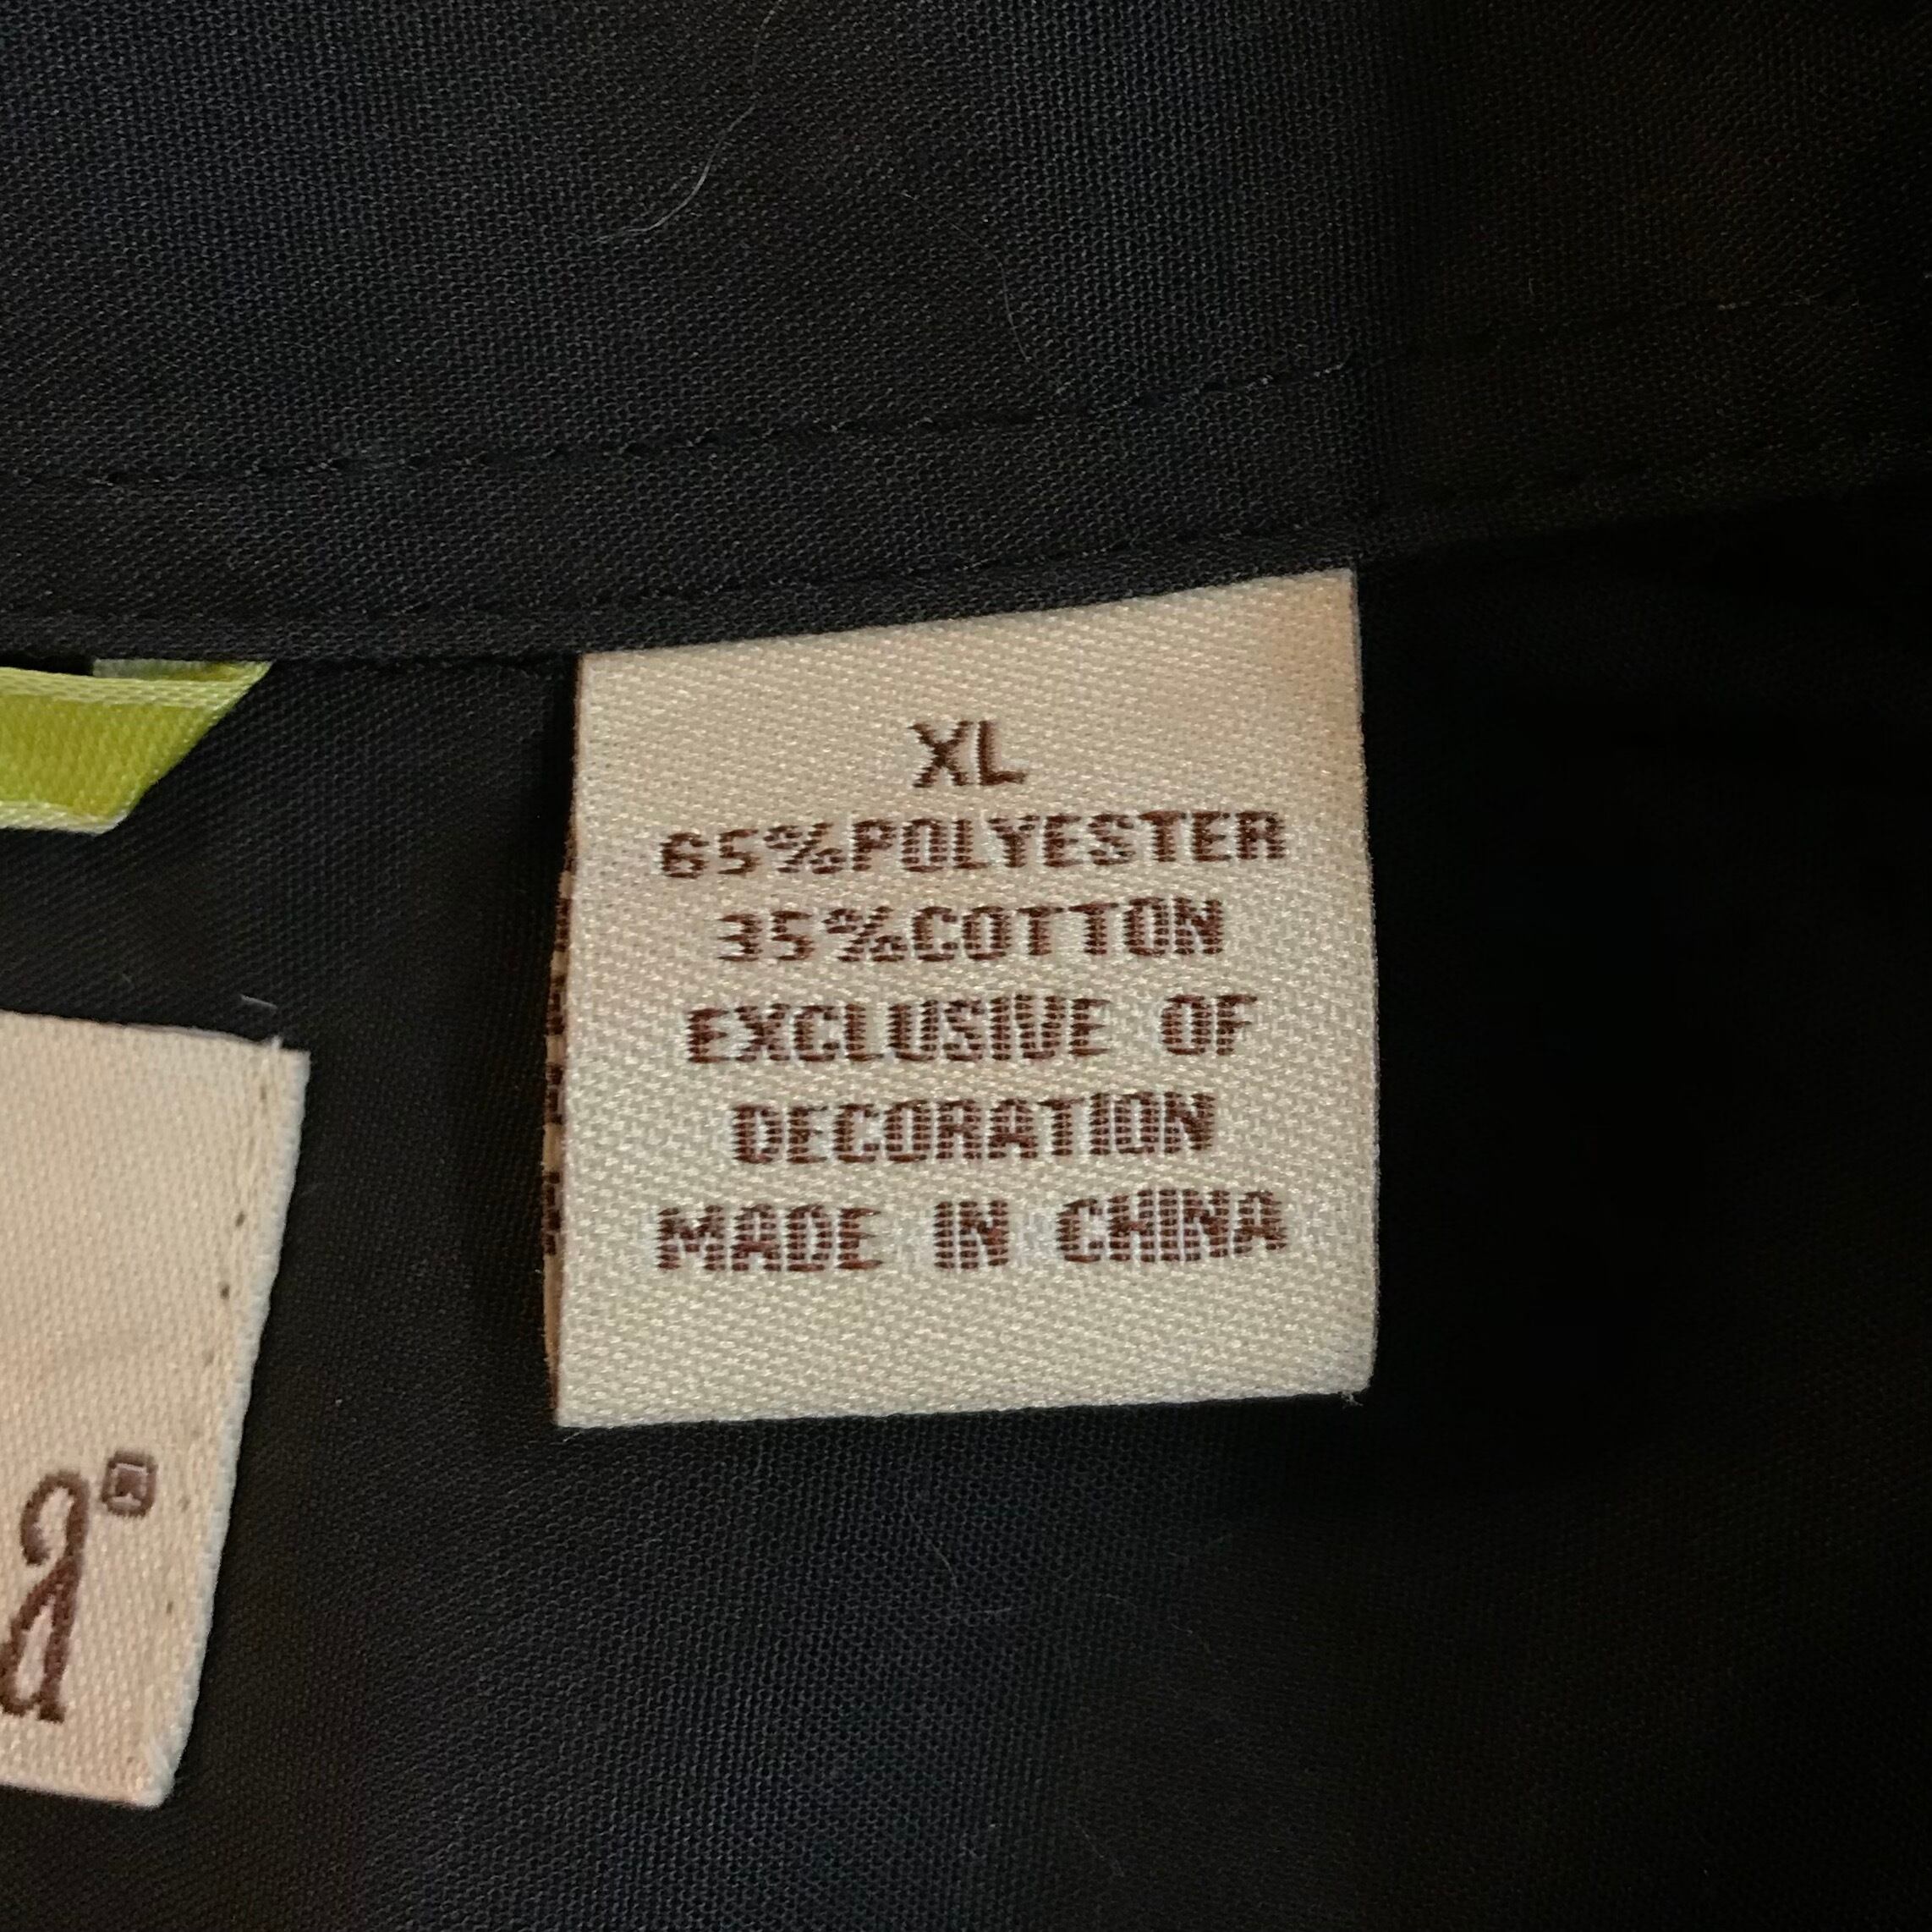 XL
65%POLYESTER
35%COTTON
EXCLUSIVE OF
DECORATION
MADE IN CHINA